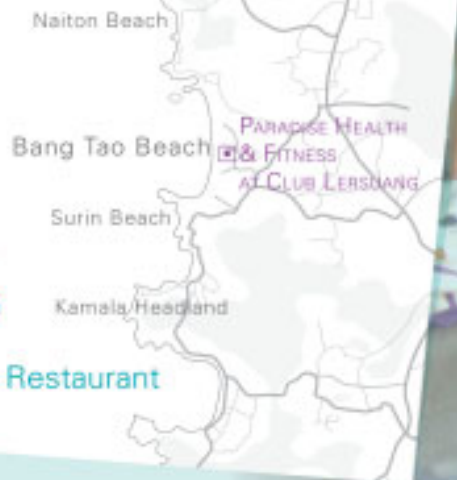 Naiton Beach
PARADISE HEALTH
Bang Tao Beach & FITNESS
AT CLUB LERSUANG
Surin Beach
Kamala Headland
Restaurant